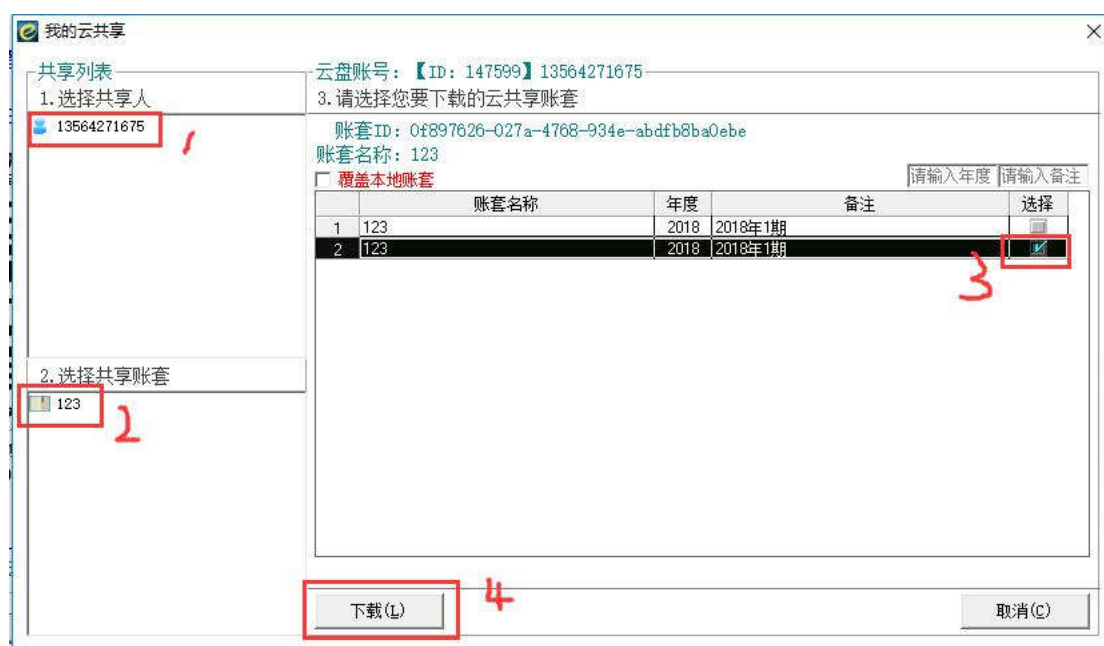 我的云共享
共享列表
1.选择共享人
13564271675
1
2.选择共享账套
123
2
云盘账号：【ID：147599】13564271675
3.请选择您要下载的云共享账套
账套ID：0f897626-027a-4768-934e-abdfb8ba0ebe
账套名称：123
覆盖本地账套 请输入年度 请输入备注
账套名称 年度 备注 选择
1 123 2018 2018年1期
2 123 2018 2018年1期
3
下载(L)
4
取消(C)